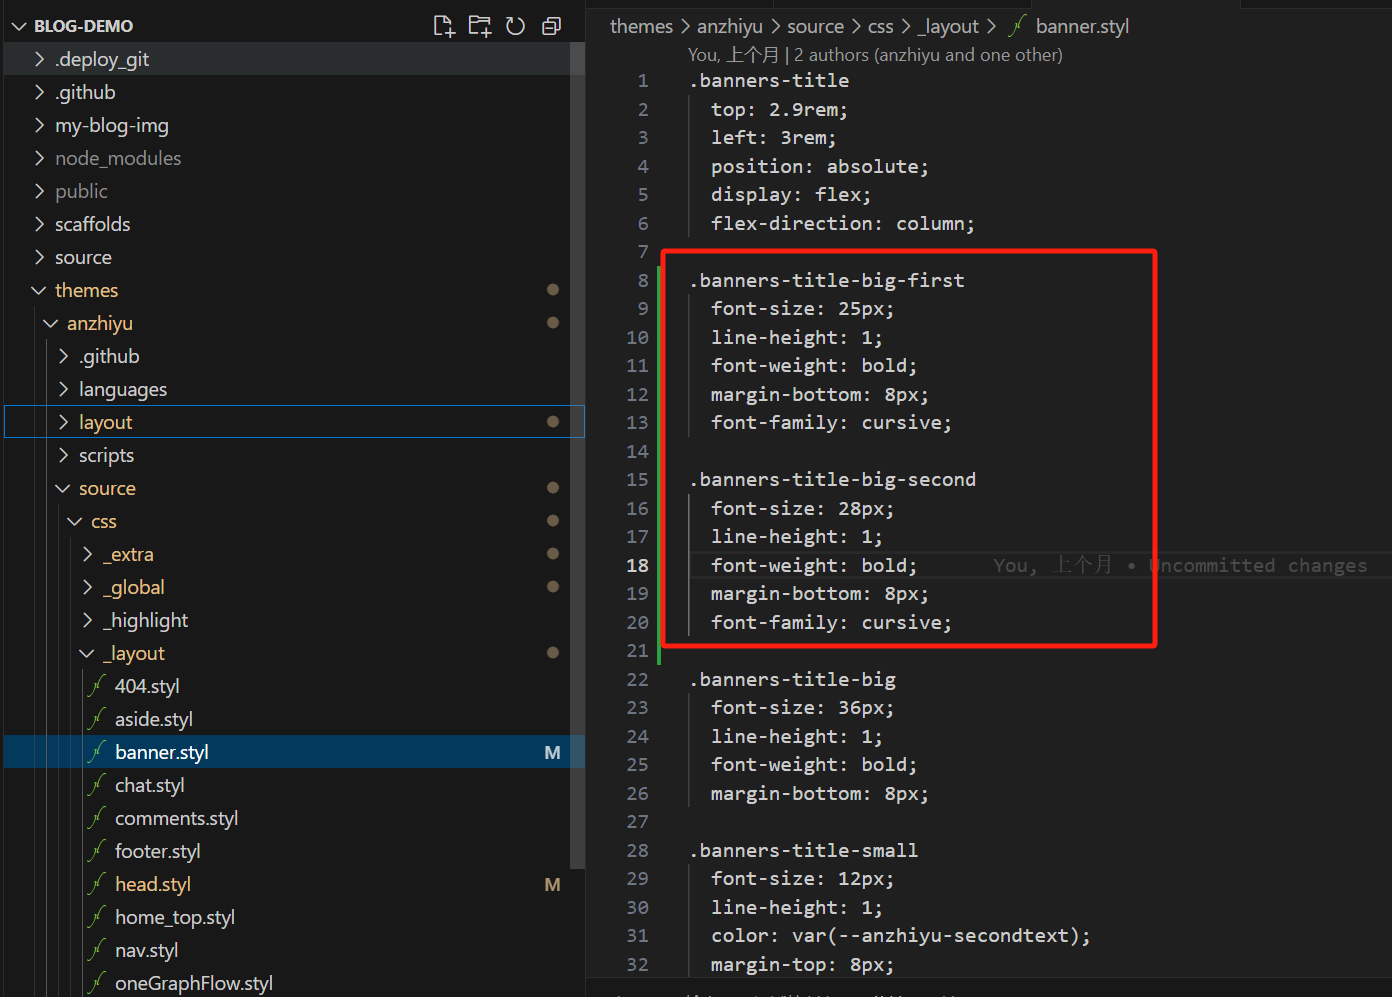 BLOG-DEMO
.deploy_git
.github
my-blog-img
node_modules
public
scaffolds
source
themes
anzhiyu
.github
languages
layout
scripts
source
css
_extra
_global
_highlight
_layout
404.styl
aside.styl
banner.styl M
chat.styl
comments.styl
footer.styl
head.styl M
home_top.styl
nav.styl
oneGraphFlow.styl
themes > anzhiyu > source > css > _layout > banner.styl
You, 上个月 | 2 authors (anzhiyu and one other)
1 .banners-title
2 top: 2.9rem;
3 left: 3rem;
4 position: absolute;
5 display: flex;
6 flex-direction: column;
7
8 .banners-title-big-first
9 font-size: 25px;
10 line-height: 1;
11 font-weight: bold;
12 margin-bottom: 8px;
13 font-family: cursive;
14
15 .banners-title-big-second
16 font-size: 28px;
17 line-height: 1;
18 font-weight: bold; You, 上个月 • Uncommitted changes
19 margin-bottom: 8px;
20 font-family: cursive;
21
22 .banners-title-big
23 font-size: 36px;
24 line-height: 1;
25 font-weight: bold;
26 margin-bottom: 8px;
27
28 .banners-title-small
29 font-size: 12px;
30 line-height: 1;
31 color: var(--anzhiyu-secondtext);
32 margin-top: 8px;